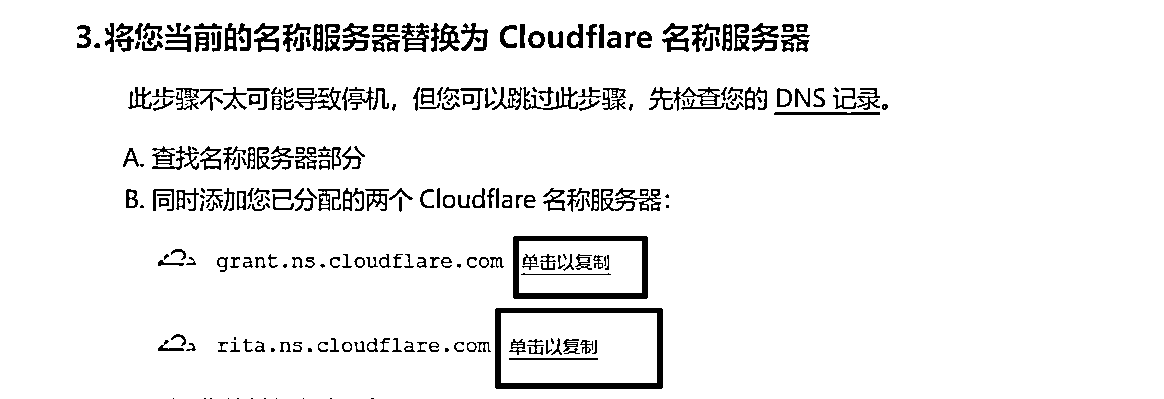 3.将您当前的名称服务器替换为 Cloudflare 名称服务器
此步骤不太可能导致停机，但您可以跳过此步骤，先检查您的 DNS 记录。
A. 查找名称服务器部分
B. 同时添加您已分配的两个 Cloudflare 名称服务器：
grant.ns.cloudflare.com 单击以复制
rita.ns.cloudflare.com 单击以复制